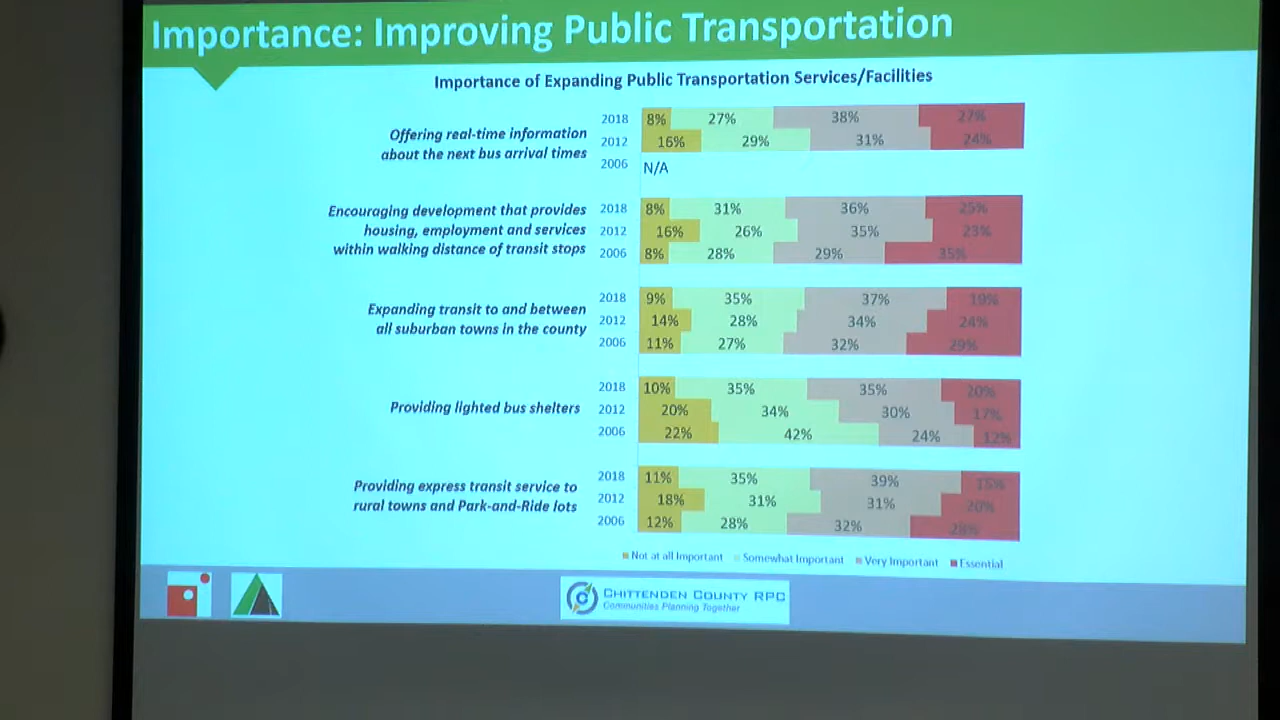 Importance: Improving Public Transportation
Importance of Expanding Public Transportation Services/Facilities
Offering real-time information
about the next bus arrival times
2018 8% 27% 38% 27%
2012 16% 29% 31% 24%
2006 N/A
Encouraging development that provides
housing, employment and services
within walking distance of transit stops
2018 8% 31% 36% 25%
2012 16% 26% 35% 23%
2006 8% 28% 29% 35%
Expanding transit to and between
all suburban towns in the county
2018 9% 35% 37% 19%
2012 14% 28% 34% 24%
2006 11% 27% 32% 29%
Providing lighted bus shelters
2018 10% 35% 35% 20%
2012 20% 34% 30% 17%
2006 22% 42% 24% 12%
Providing express transit service to
rural towns and Park-and-Ride lots
2018 11% 35% 39% 15%
2012 18% 31% 31% 20%
2006 12% 28% 32% 28%
Not at all Important Somewhat Important Very Important Essential
CHITTENDEN COUNTY RPC
Communities Planning Together